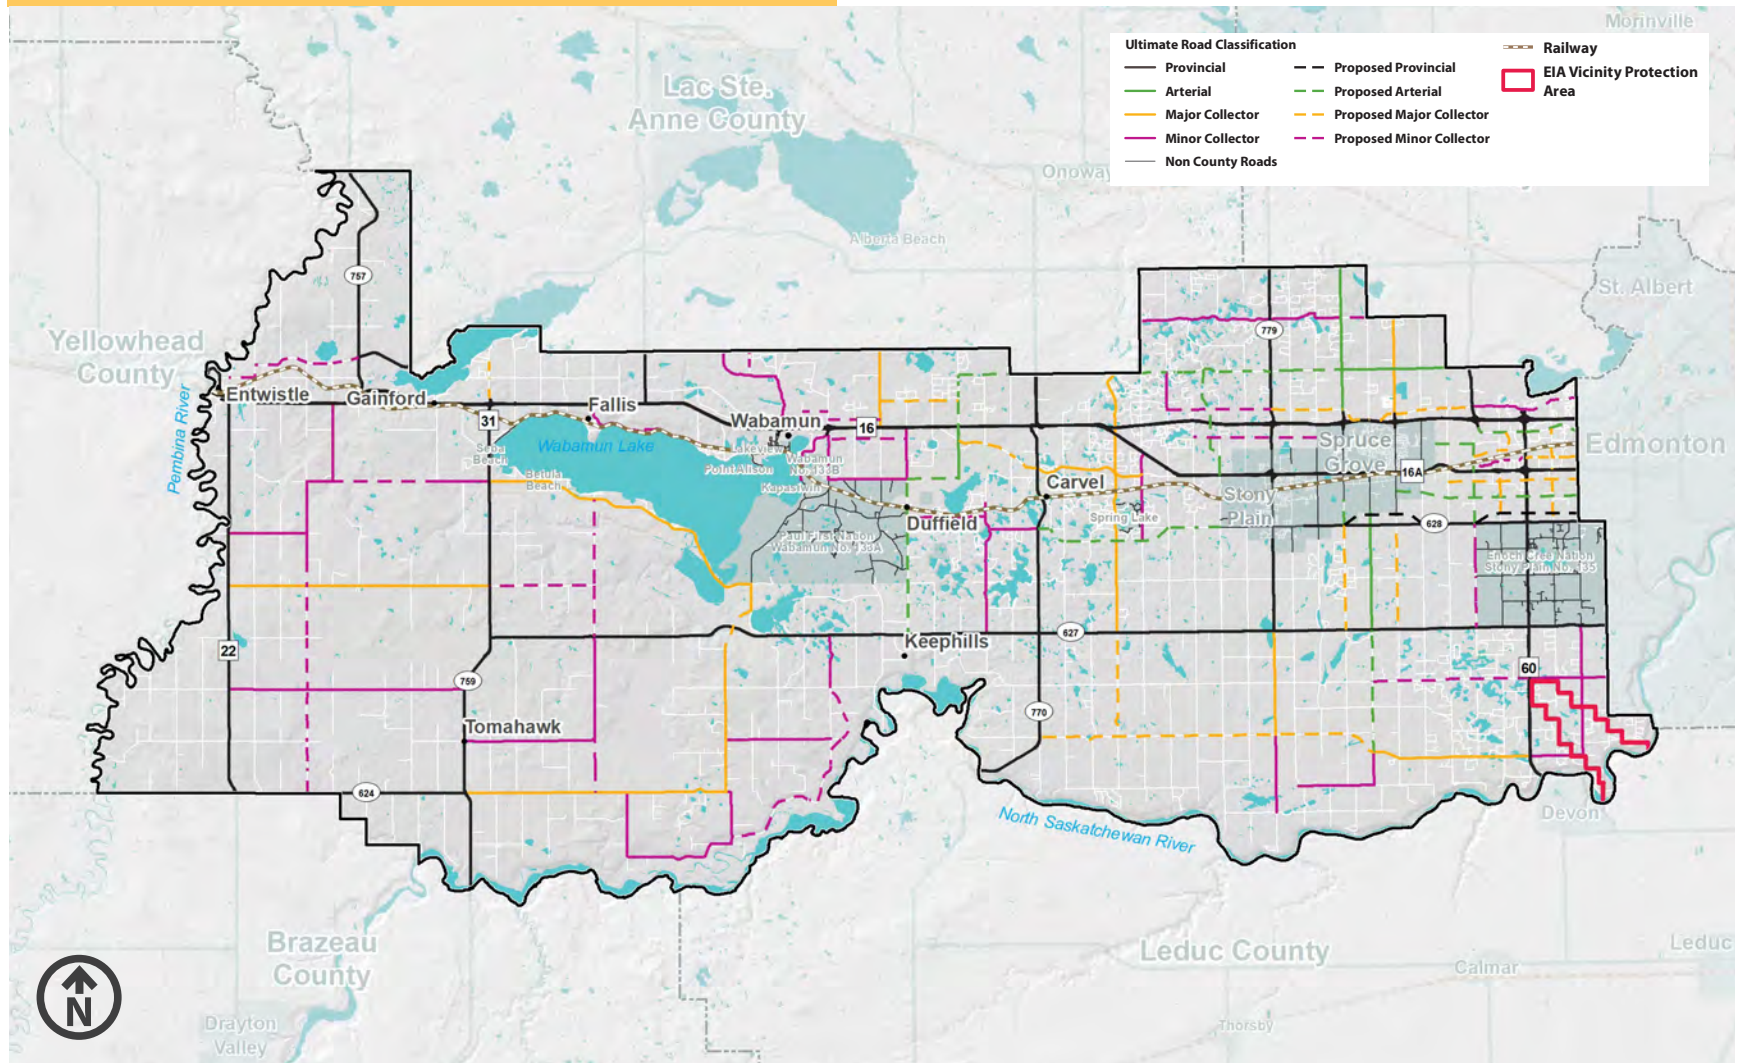 Morinville
Ultimate Road Classification
Provincial
Arterial
Major Collector
Minor Collector
Non County Roads
Proposed Provincial
Proposed Arterial
Proposed Major Collector
Proposed Minor Collector
Railway
EIA Vicinity Protection
Area
Lac Ste.
Anne County
Onoway
Alberta Beach
757
St. Albert
779
Yellowhead
County
Pembina River
Entwistle
Gainford
31
Fallis
Wabamun
16
Seba
Beach
Wabamun Lake
Lakeview
Point Alison
Wabamun
No. 133B
Kapasiwin
Betula
Beach
Spruce
Grove
16A
Edmonton
Carvel
Stony
Plain
Duffield
Spring Lake
628
Paul First Nation
Wabamun No. 133A
Enoch Cree Nation
Stony Plain No. 135
22
Keephills
627
60
759
770
Tomahawk
624
North Saskatchewan River
Devon
Brazeau
County
Leduc County
Leduc
Calmar
N
Drayton
Valley
Thorsby